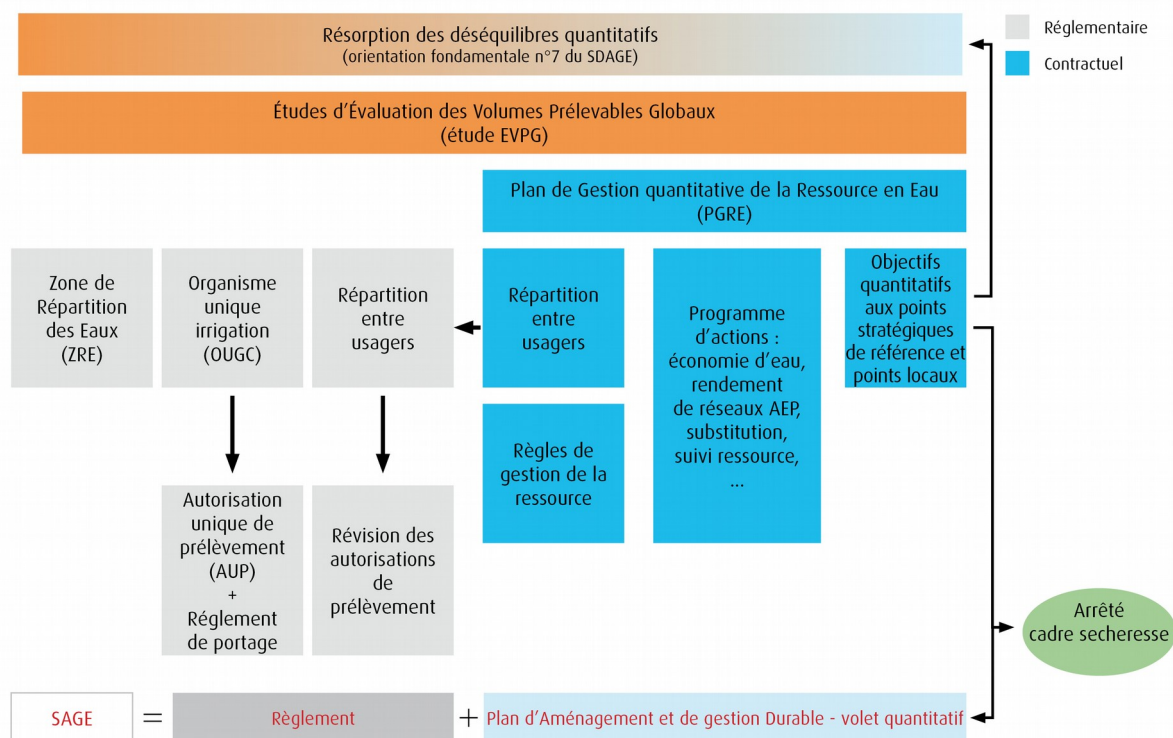 Résorption des déséquilibres quantitatifs
(orientation fondamentale n°7 du SDAGE)
Réglementaire
Contractuel
Études d'Évaluation des Volumes Prélevables Globaux
(étude EVPG)
Plan de Gestion quantitative de la Ressource en Eau
(PGRE)
Zone de
Répartition
des Eaux
(ZRE)
Organisme
unique
irrigation
(OUGC)
Répartition
entre
usagers
Répartition
entre
usagers
Programme
d'actions :
économie d'eau,
rendement
de réseaux AEP,
substitution,
suivi ressource,
...
Objectifs
quantitatifs
aux points
stratégiques
de référence et
points locaux
Règles de
gestion de la
ressource
Autorisation
unique de
prélèvement
(AUP)
+
Réglement
de portage
Révision des
autorisations
de
prélèvement
Arrêté
cadre secheresse
SAGE = Règlement + Plan d'Aménagement et de gestion Durable - volet quantitatif